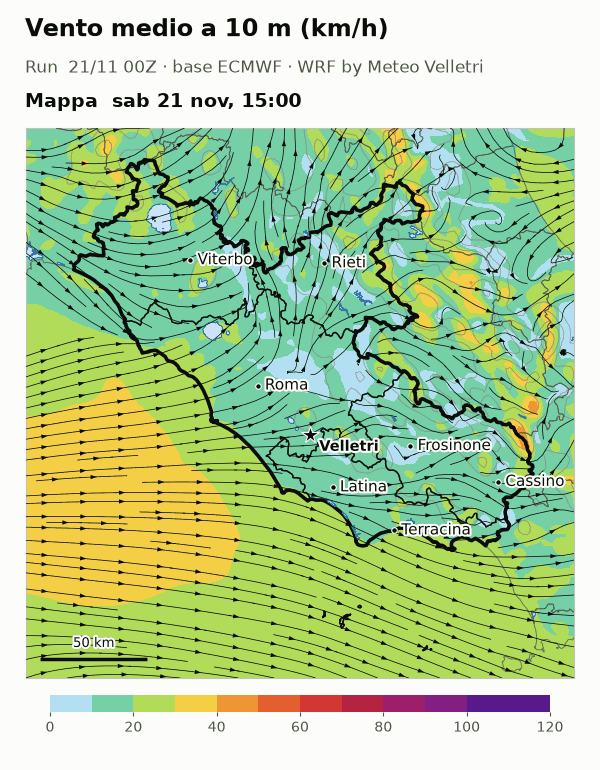 Vento medio a 10 m (km/h)
Run 21/11 00Z · base ECMWF · WRF by Meteo Velletri
Mappa sab 21 nov, 15:00
Viterbo
Rieti
Roma
Velletri
Frosinone
Latina
Cassino
Terracina
50 km
0 20 40 60 80 100 120